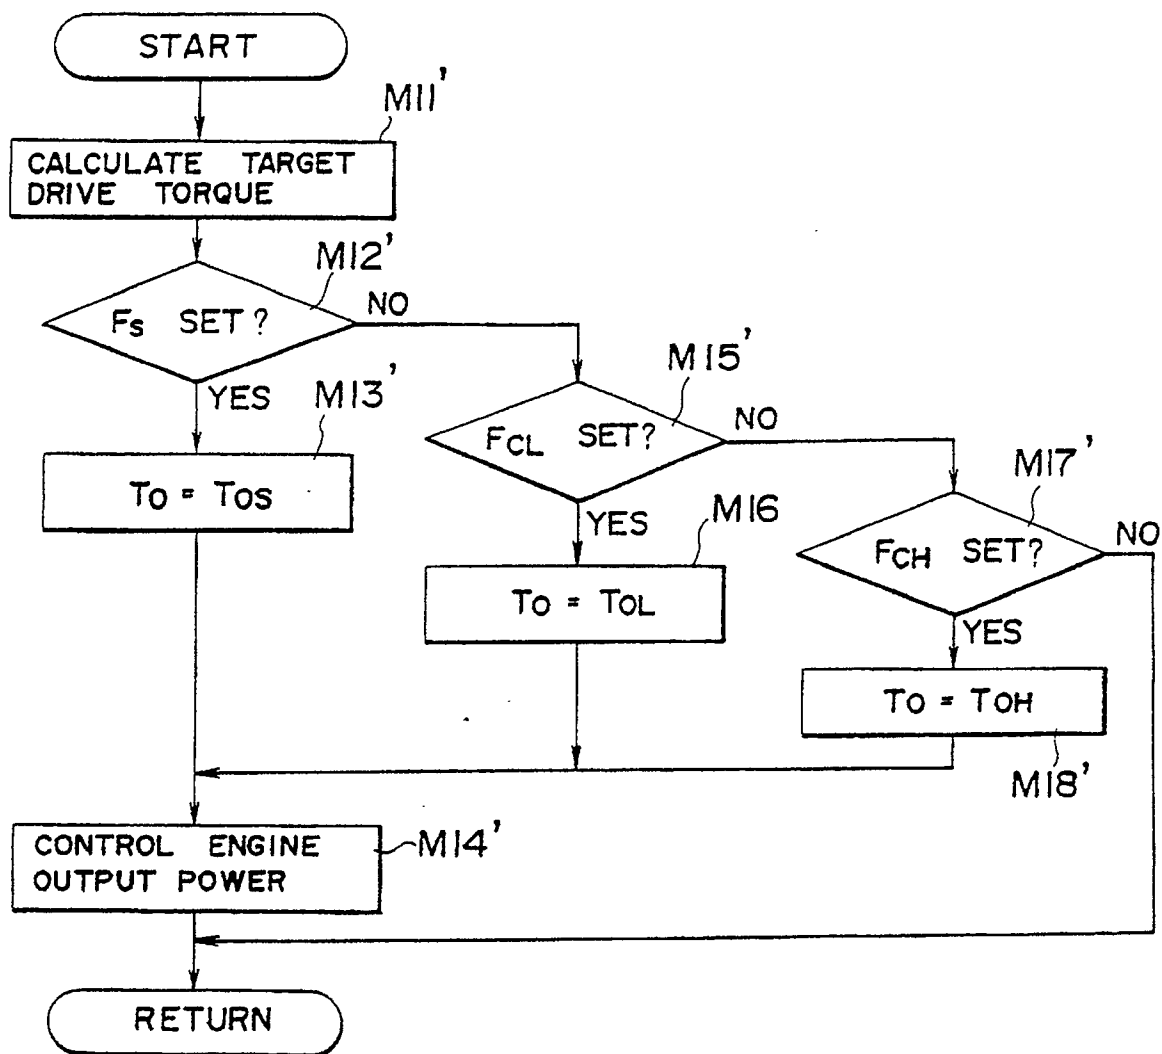 START
M11'
CALCULATE TARGET
DRIVE TORQUE
M12'
FS SET?
NO
YES
M13'
TO = TOS
M15'
FCL SET?
NO
YES
M16
TO = TOL
M17'
FCH SET?
NO
YES
TO = TOH
M18'
CONTROL ENGINE
OUTPUT POWER
M14'
RETURN